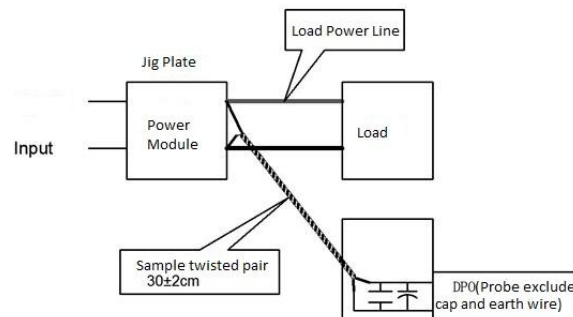 Load Power Line
Jig Plate
Power
Module
Load
Input
Sample twisted pair
30±2cm
DPO(Probe exclude
cap and earth wire)